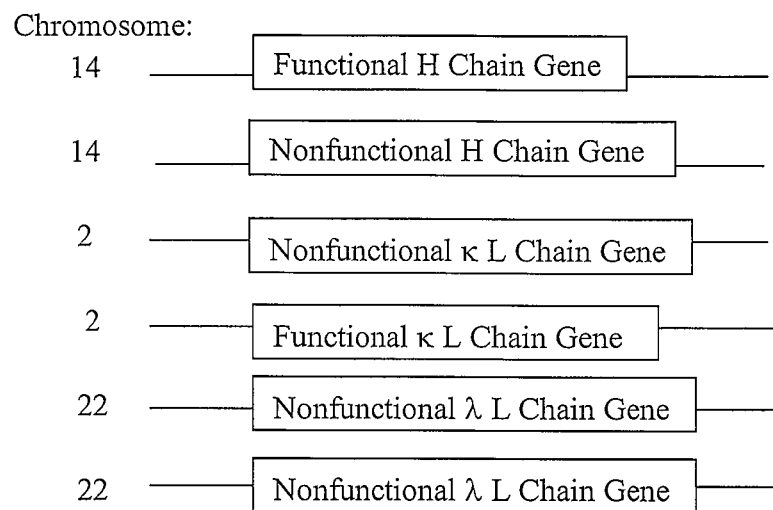 Chromosome:
14 Functional H Chain Gene
14 Nonfunctional H Chain Gene
2 Nonfunctional κ L Chain Gene
2 Functional κ L Chain Gene
22 Nonfunctional λ L Chain Gene
22 Nonfunctional λ L Chain Gene